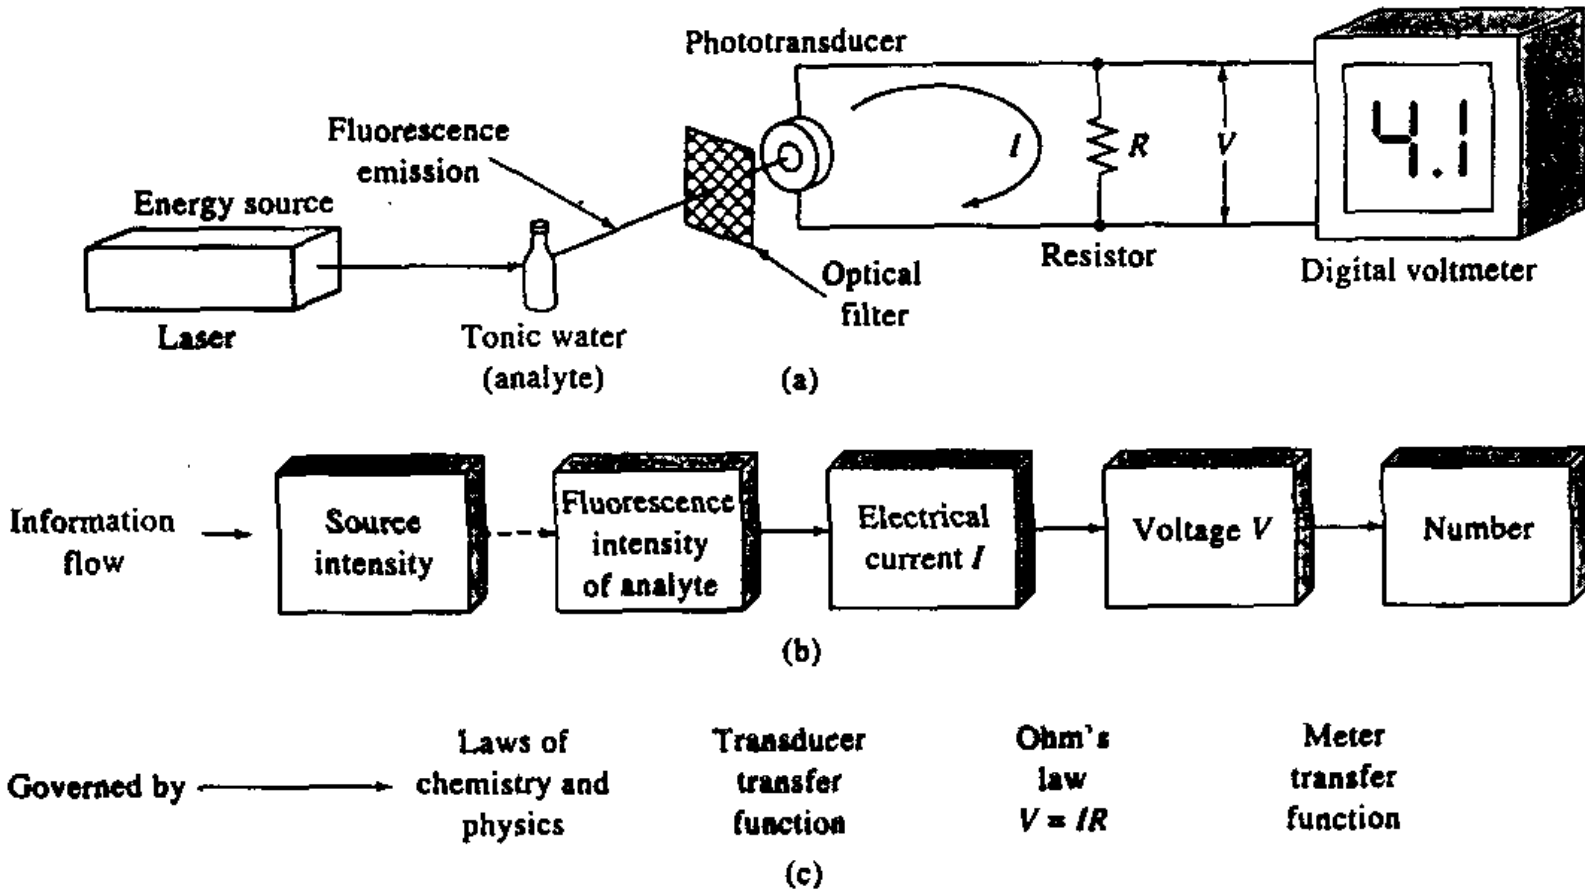 Phototransducer
Fluorescence
emission
Energy source
I
R
V
4.1
Resistor
Digital voltmeter
Optical
filter
Laser
Tonic water
(analyte)
(a)
Information
flow
Source
intensity
Fluorescence
intensity
of analyte
Electrical
current I
Voltage V
Number
(b)
Governed by
Laws of
chemistry and
physics
Transducer
transfer
function
Ohm's
law
V = IR
Meter
transfer
function
(c)